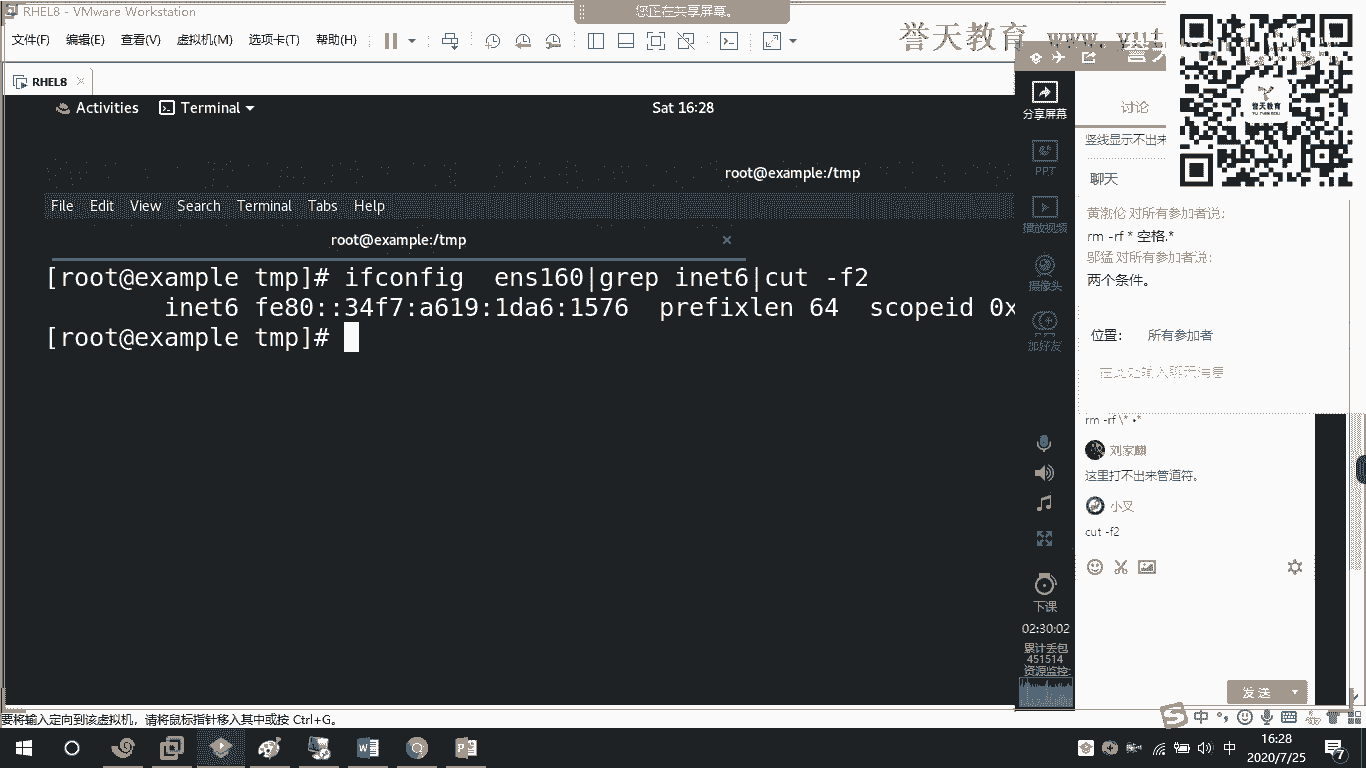 RHEL8 - VMware Workstation
您正在共享屏幕。
文件(F) 编辑(E) 查看(V) 虚拟机(M) 选项卡(T) 帮助(H)
誉天教育
RHEL8
Activities Terminal Sat 16:28
root@example:/tmp
File Edit View Search Terminal Tabs Help
root@example:/tmp
[root@example tmp]# ifconfig  ens160|grep inet6|cut -f2
inet6 fe80::34f7:a619:1da6:1576  prefixlen 64  scopeid 0x
[root@example tmp]#
分享屏幕
PPT
播放视频
摄像头
加好友
下课
02:30:02
累计丢包
451514
资源监控:
讨论
竖线显示不出来
聊天
对所有参加者说:
rm -rf * 空格.*
邬猛 对所有参加者说:
两个条件。
位置: 所有参加者
在此处输入聊天消息
刘家麒
这里打不出来管道符。
小叉
cut -f2
发送
要将输入定向到该虚拟机，请将鼠标指针移入其中或按 Ctrl+G。
中
中
16:28
2020/7/25
7